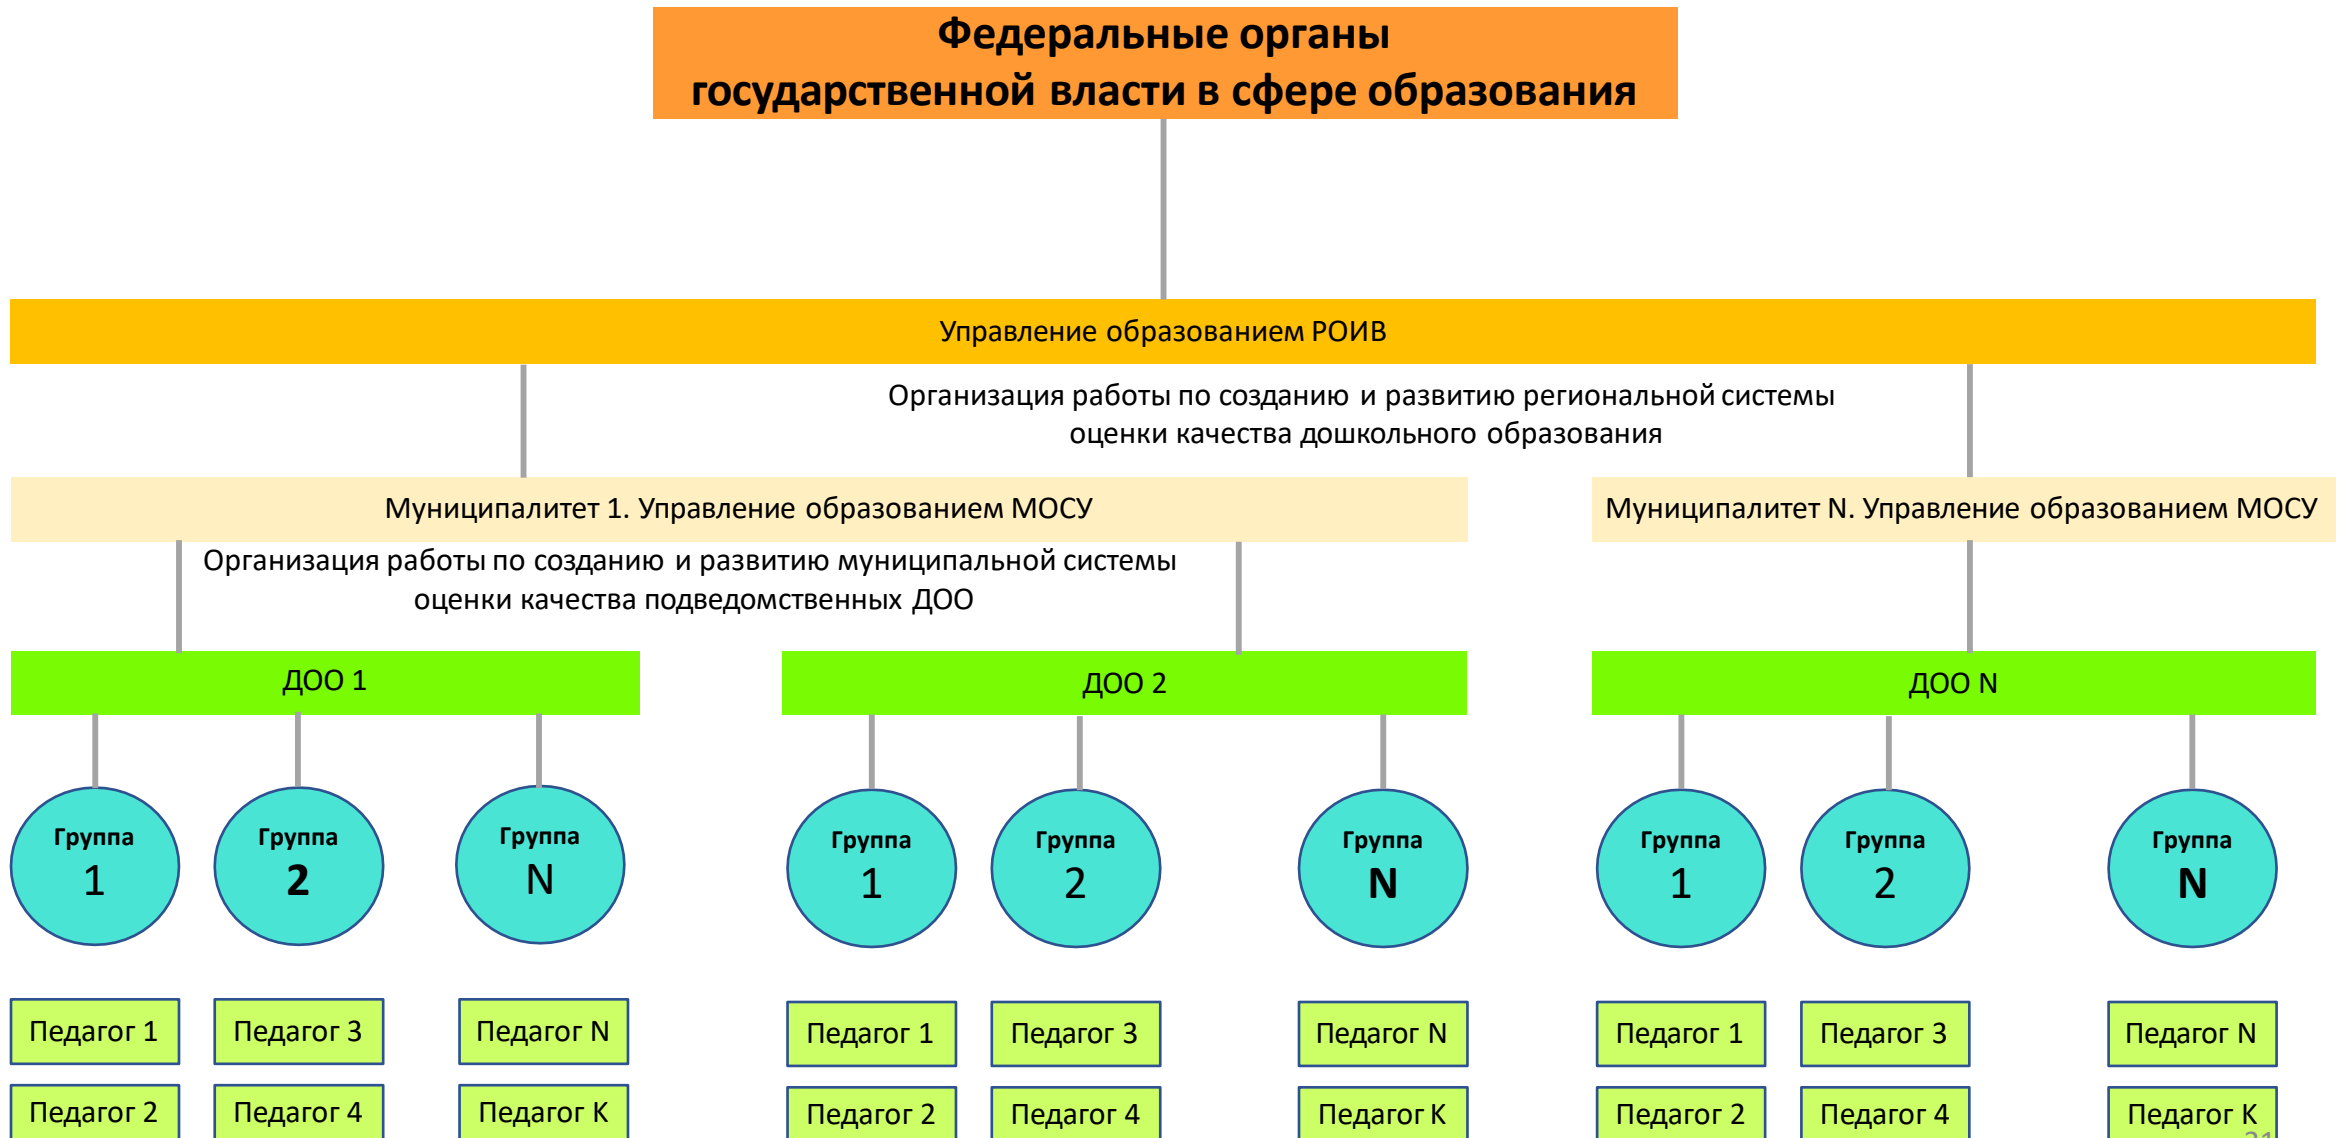 Федеральные органы
государственной власти в сфере образования
Управление образованием РОИВ
Организация работы по созданию и развитию региональной системы
оценки качества дошкольного образования
Муниципалитет 1. Управление образованием МОСУ
Муниципалитет N. Управление образованием МОСУ
Организация работы по созданию и развитию муниципальной системы
оценки качества подведомственных ДОО
ДОО 1
ДОО 2
ДОО N
Группа
1
Группа
2
Группа
N
Группа
1
Группа
2
Группа
N
Группа
1
Группа
2
Группа
N
Педагог 1
Педагог 3
Педагог N
Педагог 1
Педагог 3
Педагог N
Педагог 1
Педагог 3
Педагог N
Педагог 2
Педагог 4
Педагог K
Педагог 2
Педагог 4
Педагог K
Педагог 2
Педагог 4
Педагог K